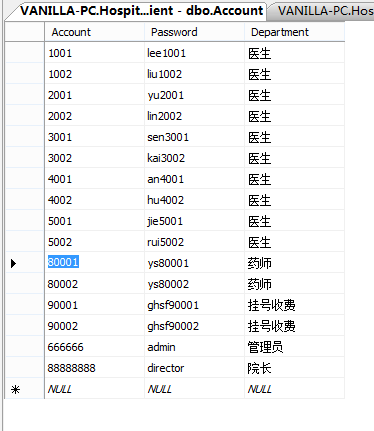 VANILLA-PC.Hospit...ient - dbo.Account VANILLA-PC.Hos
Account Password Department
1001 lee1001 医生
1002 liu1002 医生
2001 yu2001 医生
2002 lin2002 医生
3001 sen3001 医生
3002 kai3002 医生
4001 an4001 医生
4002 hu4002 医生
5001 jie5001 医生
5002 rui5002 医生
80001 ys80001 药师
80002 ys80002 药师
90001 ghsf90001 挂号收费
90002 ghsf90002 挂号收费
666666 admin 管理员
88888888 director 院长
NULL NULL NULL